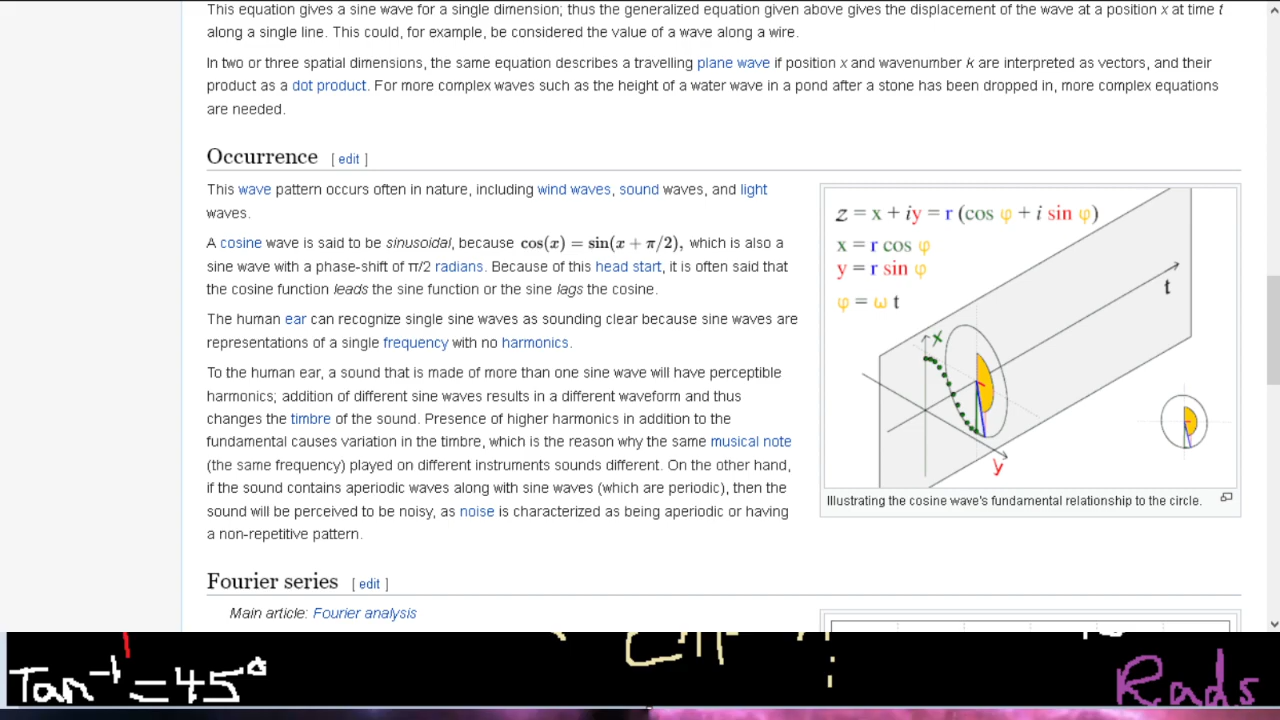 This equation gives a sine wave for a single dimension; thus the generalized equation given above gives the displacement of the wave at a position x at time t
along a single line. This could, for example, be considered the value of a wave along a wire.
In two or three spatial dimensions, the same equation describes a travelling plane wave if position x and wavenumber k are interpreted as vectors, and their
product as a dot product. For more complex waves such as the height of a water wave in a pond after a stone has been dropped in, more complex equations
are needed.
Occurrence [ edit ]
This wave pattern occurs often in nature, including wind waves, sound waves, and light
waves.
A cosine wave is said to be sinusoidal, because cos(x) = sin(x + π/2), which is also a
sine wave with a phase-shift of π/2 radians. Because of this head start, it is often said that
the cosine function leads the sine function or the sine lags the cosine.
The human ear can recognize single sine waves as sounding clear because sine waves are
representations of a single frequency with no harmonics.
To the human ear, a sound that is made of more than one sine wave will have perceptible
harmonics; addition of different sine waves results in a different waveform and thus
changes the timbre of the sound. Presence of higher harmonics in addition to the
fundamental causes variation in the timbre, which is the reason why the same musical note
(the same frequency) played on different instruments sounds different. On the other hand,
if the sound contains aperiodic waves along with sine waves (which are periodic), then the
sound will be perceived to be noisy, as noise is characterized as being aperiodic or having
a non-repetitive pattern.
z = x + iy = r (cos φ + i sin φ)
x = r cos φ
y = r sin φ
φ = ω t
t
x
y
Illustrating the cosine wave's fundamental relationship to the circle.
Fourier series [ edit ]
Main article: Fourier analysis
Tan⁻¹ = 45°
Rads